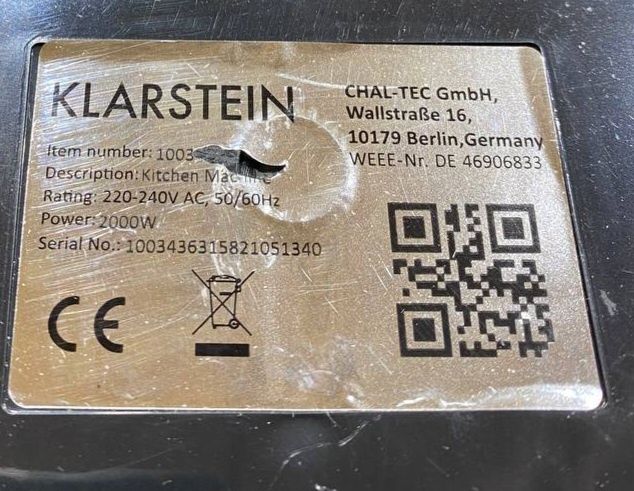 KLARSTEIN
Item number: 1003
Description: Kitchen
Rating: 220-240V AC, 50/60Hz
Power: 2000W
Serial No.: 1003436315821051340
CE
CHAL-TEC GmbH,
Wallstraße 16,
10179 Berlin,Germany
WEEE-Nr. DE 46906833